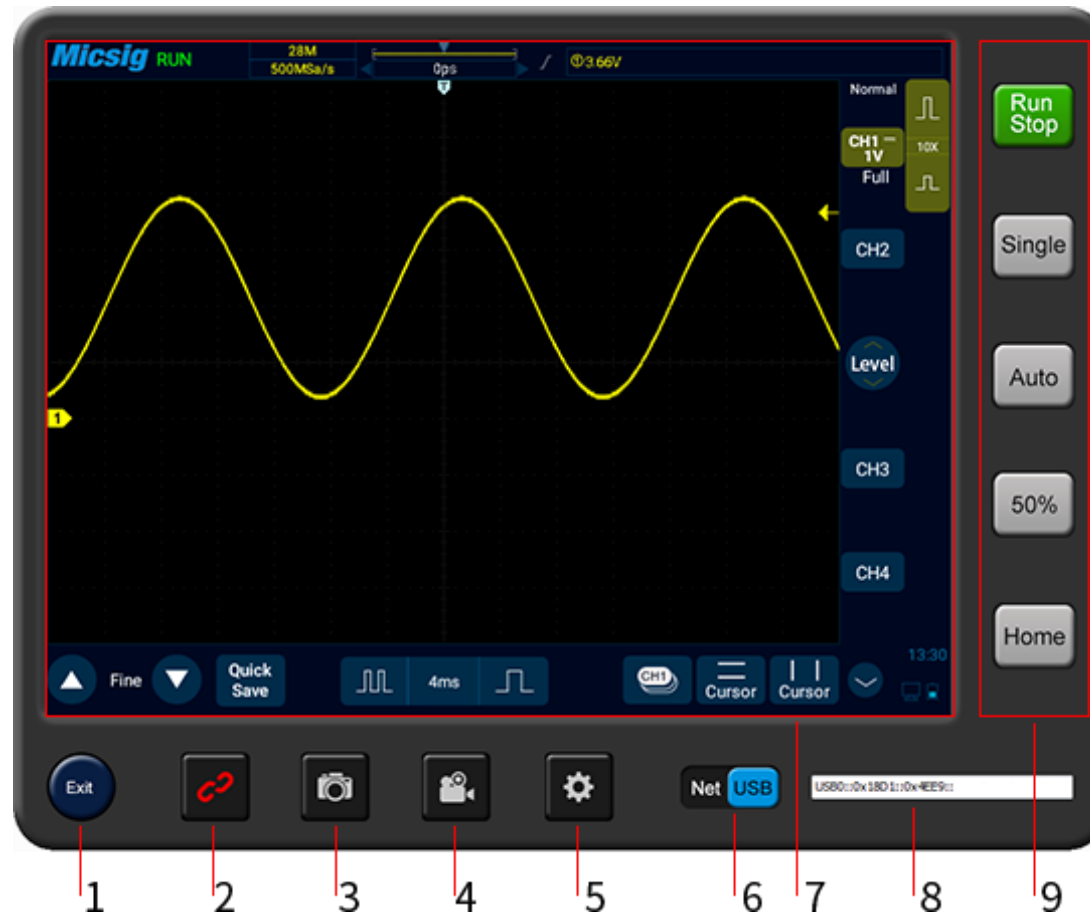 Micsig RUN
28M
500MSa/s
0ps
T
①3.66V
Normal
CH1
1V
Full
10X
CH2
Level
CH3
CH4
1
Fine
Quick
Save
4ms
CH1
Cursor
Cursor
13:30
Run
Stop
Single
Auto
50%
Home
Exit
Net USB
USB0::0x18D1::0x4EE9::
1 2 3 4 5 6 7 8 9